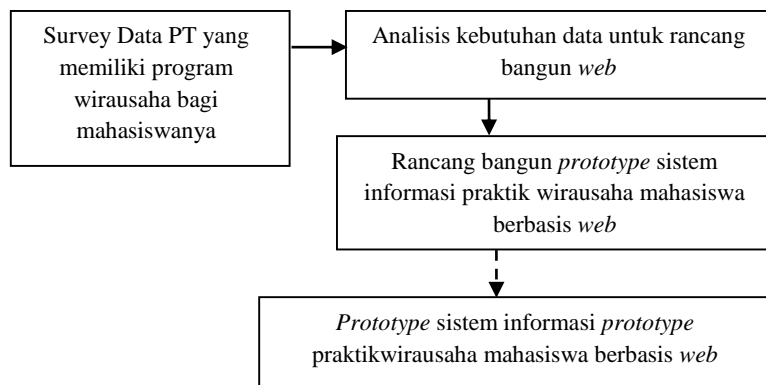 Survey Data PT yang
memiliki program
wirausaha bagi
mahasiswanya
Analisis kebutuhan data untuk rancang
bangun web
Rancang bangun prototype sistem
informasi praktik wirausaha mahasiswa
berbasis web
Prototype sistem informasi prototype
praktikwirausaha mahasiswa berbasis web